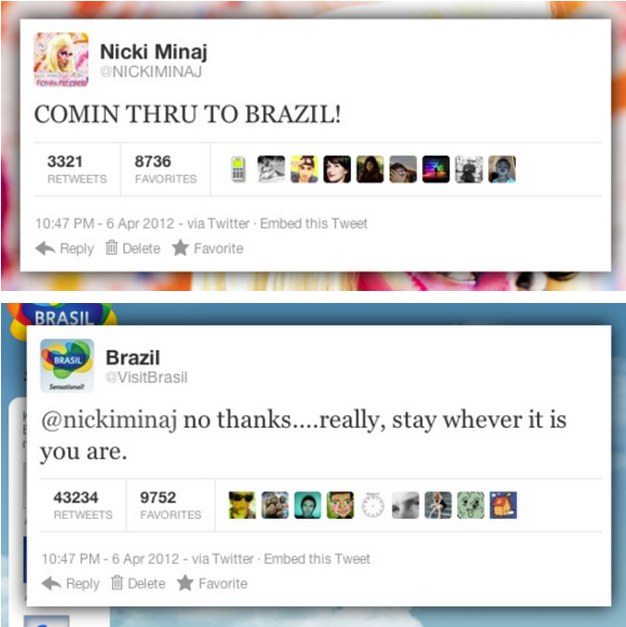 Nicki Minaj
@NICKIMINAJ
COMIN THRU TO BRAZIL!
3321 8736
RETWEETS FAVORITES
10:47 PM - 6 Apr 2012 - via Twitter · Embed this Tweet
Reply Delete Favorite
BRASIL
BRASIL
Sensational!
Brazil
@VisitBrasil
@nickiminaj no thanks....really, stay whever it is
you are.
43234 9752
RETWEETS FAVORITES
10:47 PM - 6 Apr 2012 - via Twitter · Embed this Tweet
Reply Delete Favorite